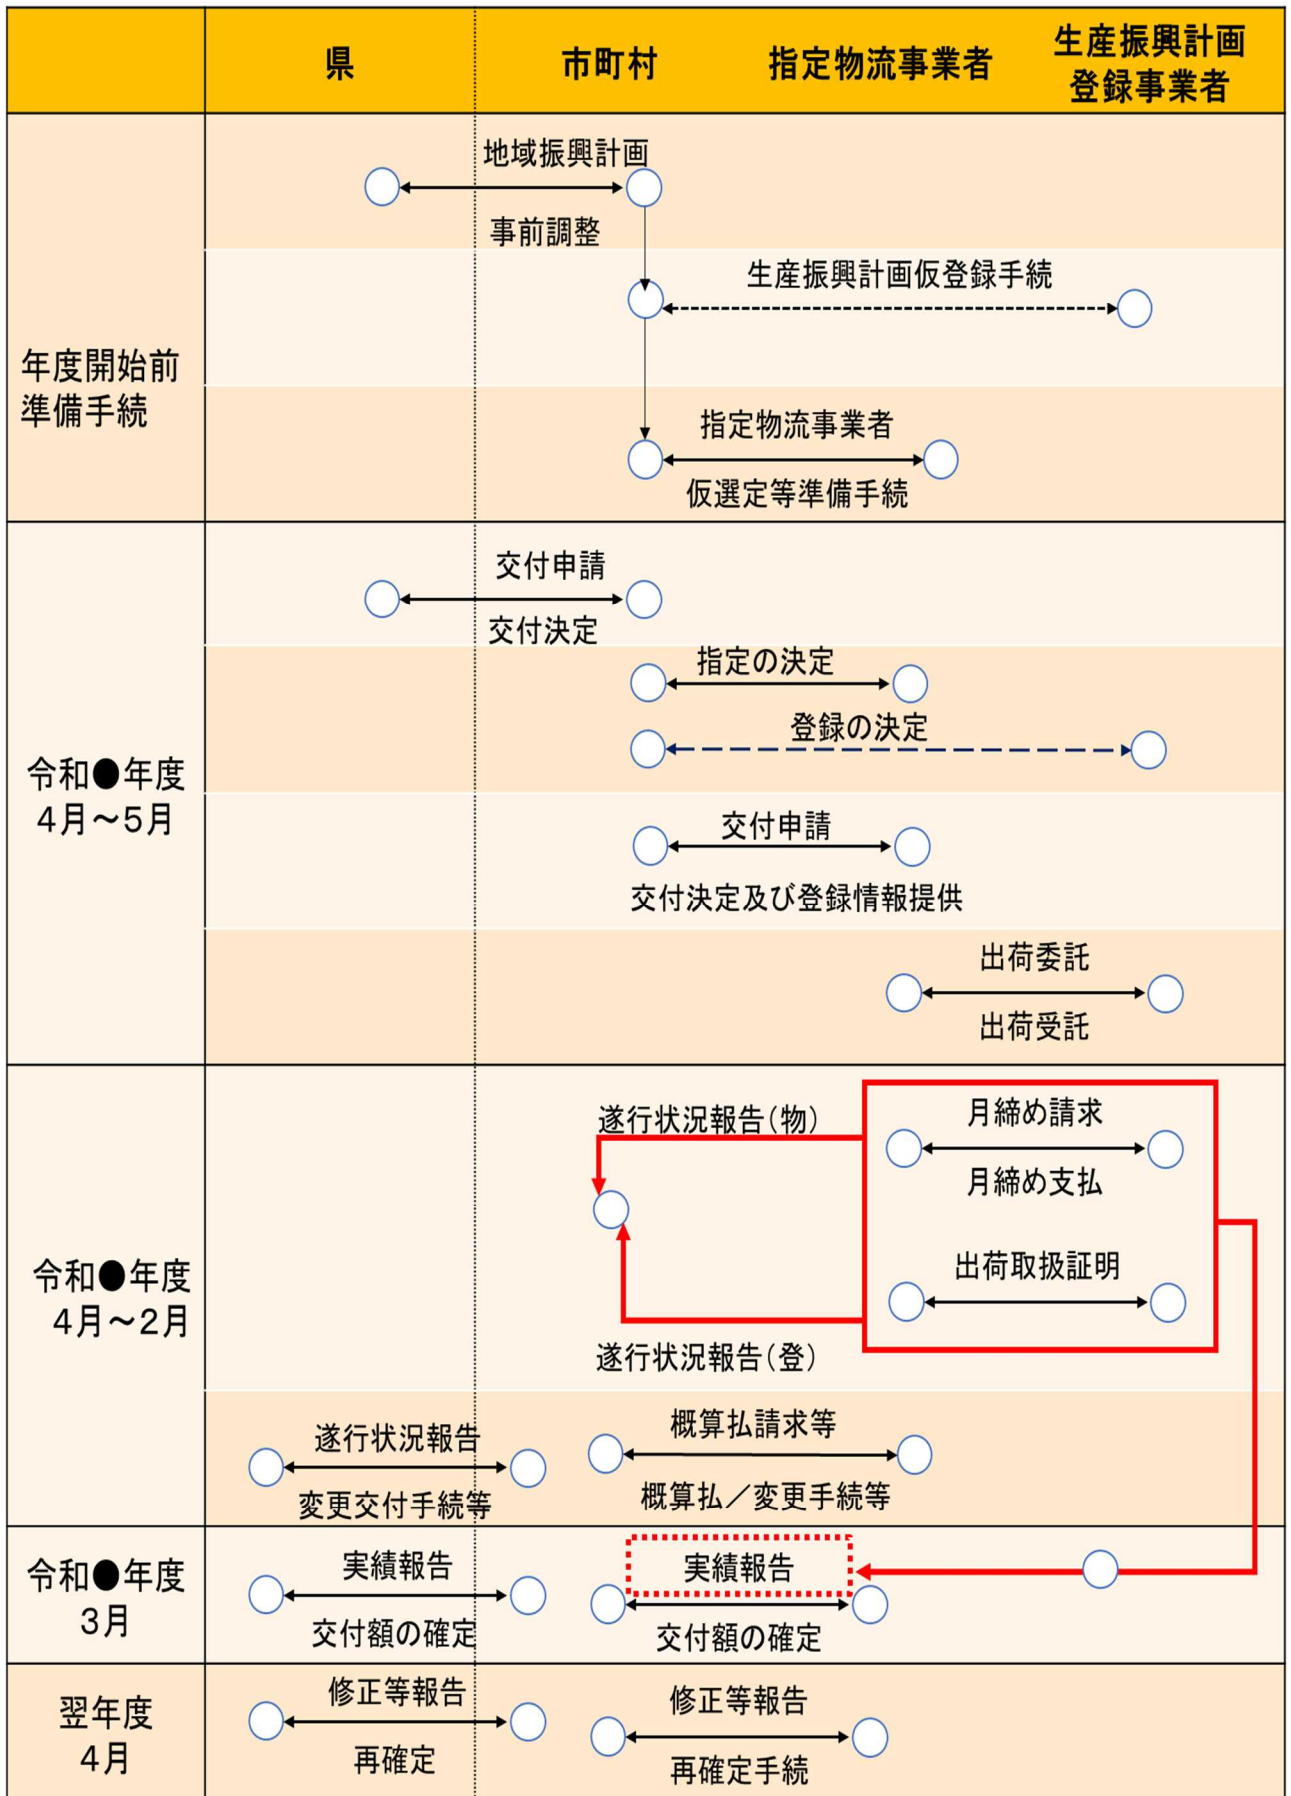 県
市町村
指定物流事業者
生産振興計画
登録事業者
年度開始前
準備手続
地域振興計画
事前調整
生産振興計画仮登録手続
指定物流事業者
仮選定等準備手続
令和●年度
4月～5月
交付申請
交付決定
指定の決定
登録の決定
交付申請
交付決定及び登録情報提供
出荷委託
出荷受託
令和●年度
4月～2月
遂行状況報告（物）
月締め請求
月締め支払
出荷取扱証明
遂行状況報告（登）
遂行状況報告
変更交付手続等
概算払請求等
概算払／変更手続等
令和●年度
3月
実績報告
交付額の確定
実績報告
交付額の確定
翌年度
4月
修正等報告
再確定
修正等報告
再確定手続